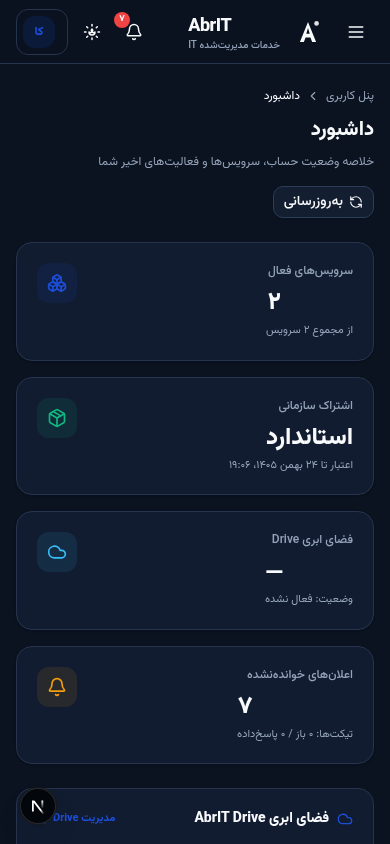 AbrIT
خدمات مدیریت‌شده IT
۷
کا
پنل کاربری > داشبورد
داشبورد
خلاصه وضعیت حساب، سرویس‌ها و فعالیت‌های اخیر شما
به‌روزرسانی
سرویس‌های فعال
۲
از مجموع ۲ سرویس
اشتراک سازمانی
استاندارد
اعتبار تا ۲۴ بهمن ۱۴۰۵، ۱۹:۰۶
فضای ابری Drive
—
وضعیت: فعال نشده
اعلان‌های خوانده‌نشده
۷
تیکت‌ها: ۰ باز / ۰ پاسخ‌داده
فضای ابری AbrIT Drive
مدیریت Drive
N